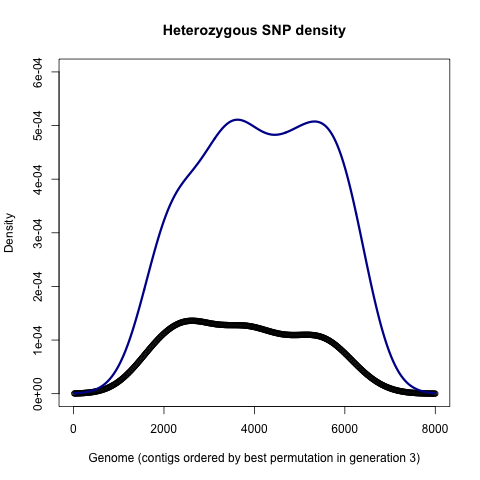 Heterozygous SNP density
6e-04
5e-04
4e-04
3e-04
2e-04
1e-04
0e+00
Density
0 2000 4000 6000 8000
Genome (contigs ordered by best permutation in generation 3)